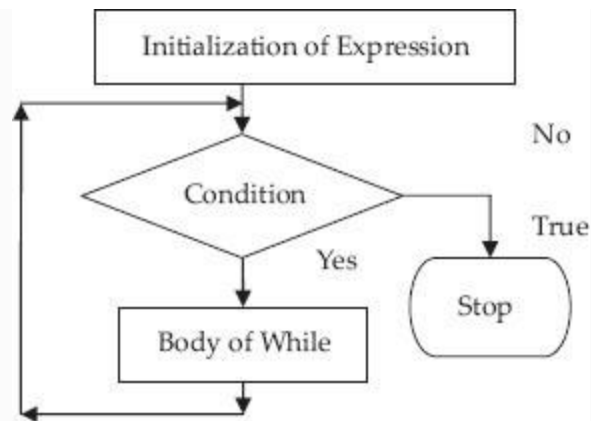 Initialization of Expression
No
Condition
True
Yes
Stop
Body of While